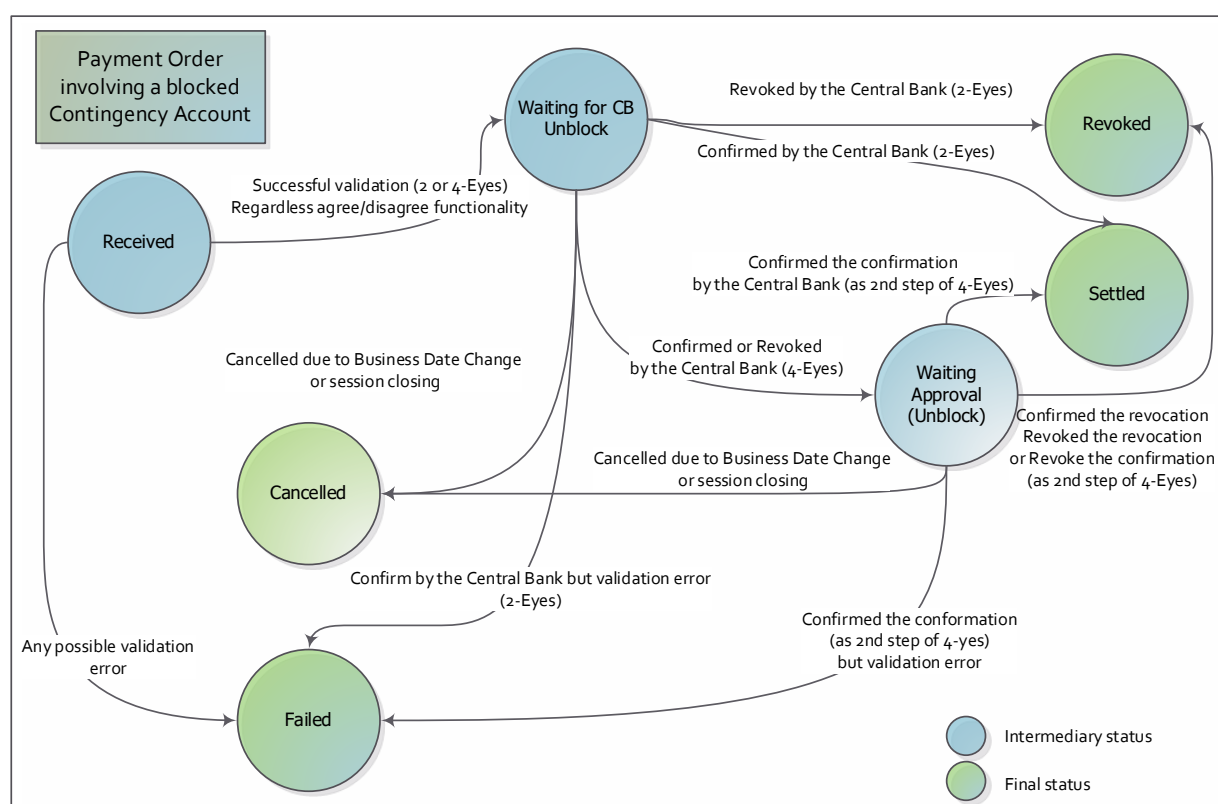 Payment Order
involving a blocked
Contingency Account
Waiting for CB
Unblock
Revoked by the Central Bank (2-Eyes)
Revoked
Confirmed by the Central Bank (2-Eyes)
Successful validation (2 or 4-Eyes)
Regardless agree/disagree functionality
Received
Confirmed the confirmation
by the Central Bank (as 2nd step of 4-Eyes)
Settled
Cancelled due to Business Date Change
or session closing
Confirmed or Revoked
by the Central Bank (4-Eyes)
Waiting
Approval
(Unblock)
Confirmed the revocation
Revoked the revocation
or Revoke the confirmation
(as 2nd step of 4-Eyes)
Cancelled due to Business Date Change
or session closing
Cancelled
Confirm by the Central Bank but validation error
(2-Eyes)
Confirmed the conformation
(as 2nd step of 4-yes)
but validation error
Any possible validation
error
Failed
Intermediary status
Final status